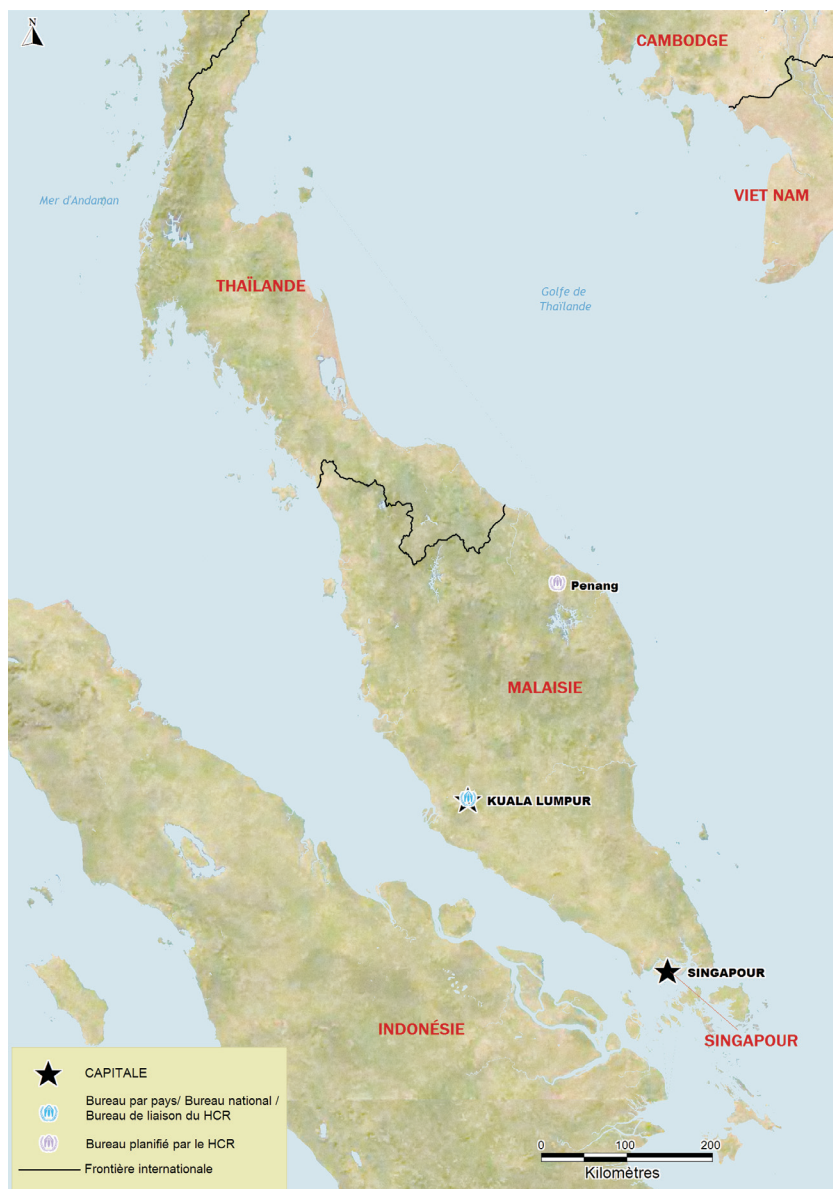 N
CAMBODGE
Mer d'Andaman
VIET NAM
THAÏLANDE
Golfe de
Thaïlande
Penang
MALAISIE
KUALA LUMPUR
SINGAPOUR
INDONÉSIE
SINGAPOUR
CAPITALE
Bureau par pays/ Bureau national /
Bureau de liaison du HCR
Bureau planifié par le HCR
Frontière internationale
0 100 200
Kilomètres